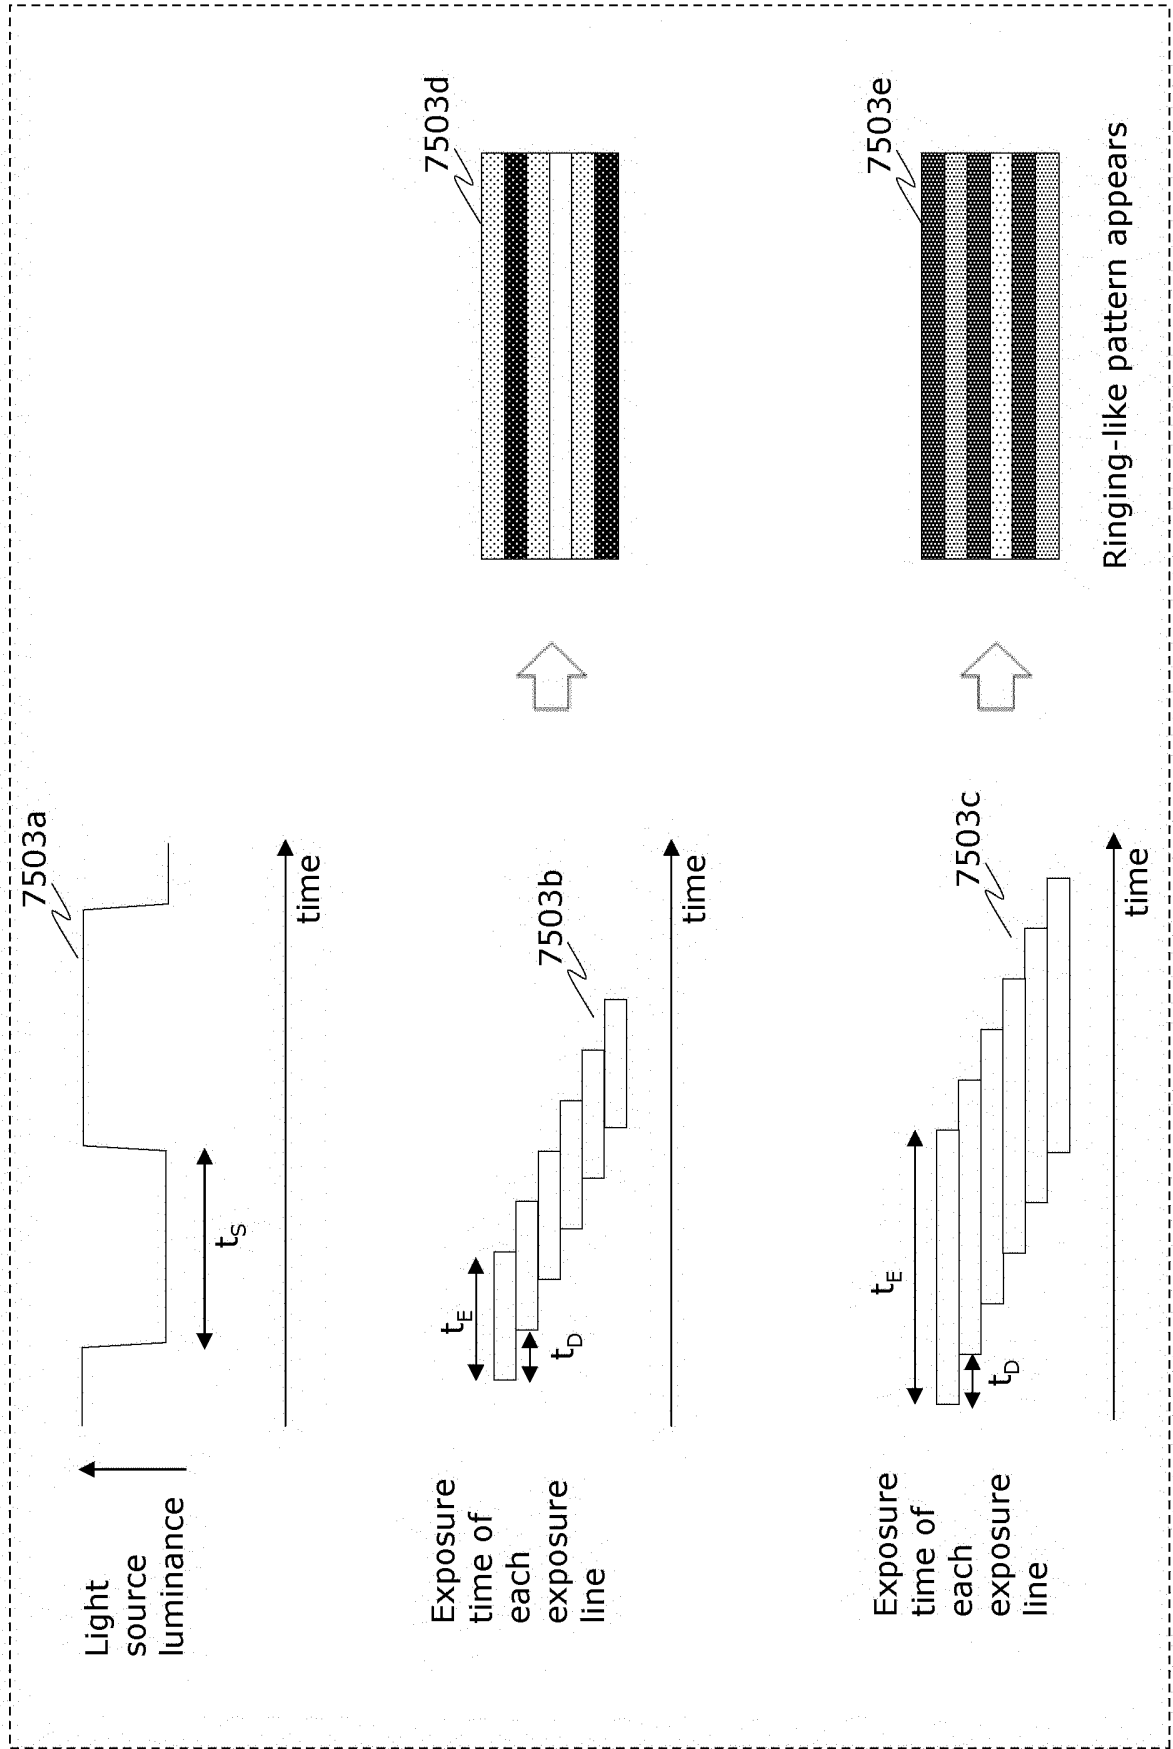 Light
source
luminance
7503a
t_S
time
Exposure
time of
each
exposure
line
t_E
t_D
7503b
time
7503d
Exposure
time of
each
exposure
line
t_E
t_D
7503c
time
7503e
Ringing-like pattern appears